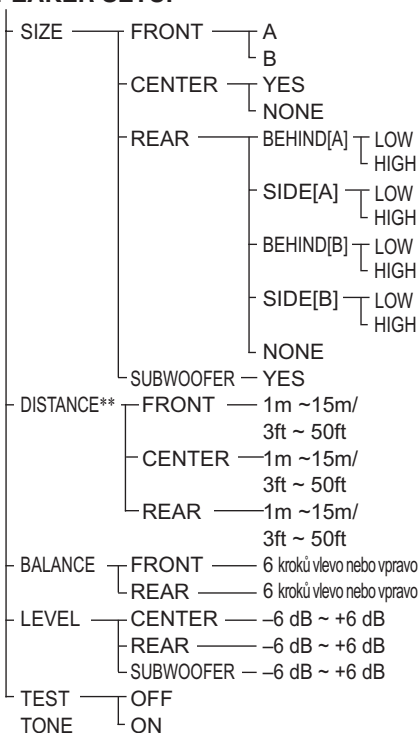 SIZE FRONT A
B
CENTER YES
NONE
REAR BEHIND[A] LOW
HIGH
SIDE[A] LOW
HIGH
BEHIND[B] LOW
HIGH
SIDE[B] LOW
HIGH
NONE
SUBWOOFER YES
DISTANCE** FRONT 1m ~15m/
3ft ~ 50ft
CENTER 1m ~15m/
3ft ~ 50ft
REAR 1m ~15m/
3ft ~ 50ft
BALANCE FRONT 6 kroků vlevo nebo vpravo
REAR 6 kroků vlevo nebo vpravo
LEVEL CENTER –6 dB ~ +6 dB
REAR –6 dB ~ +6 dB
SUBWOOFER –6 dB ~ +6 dB
TEST OFF
TONE ON